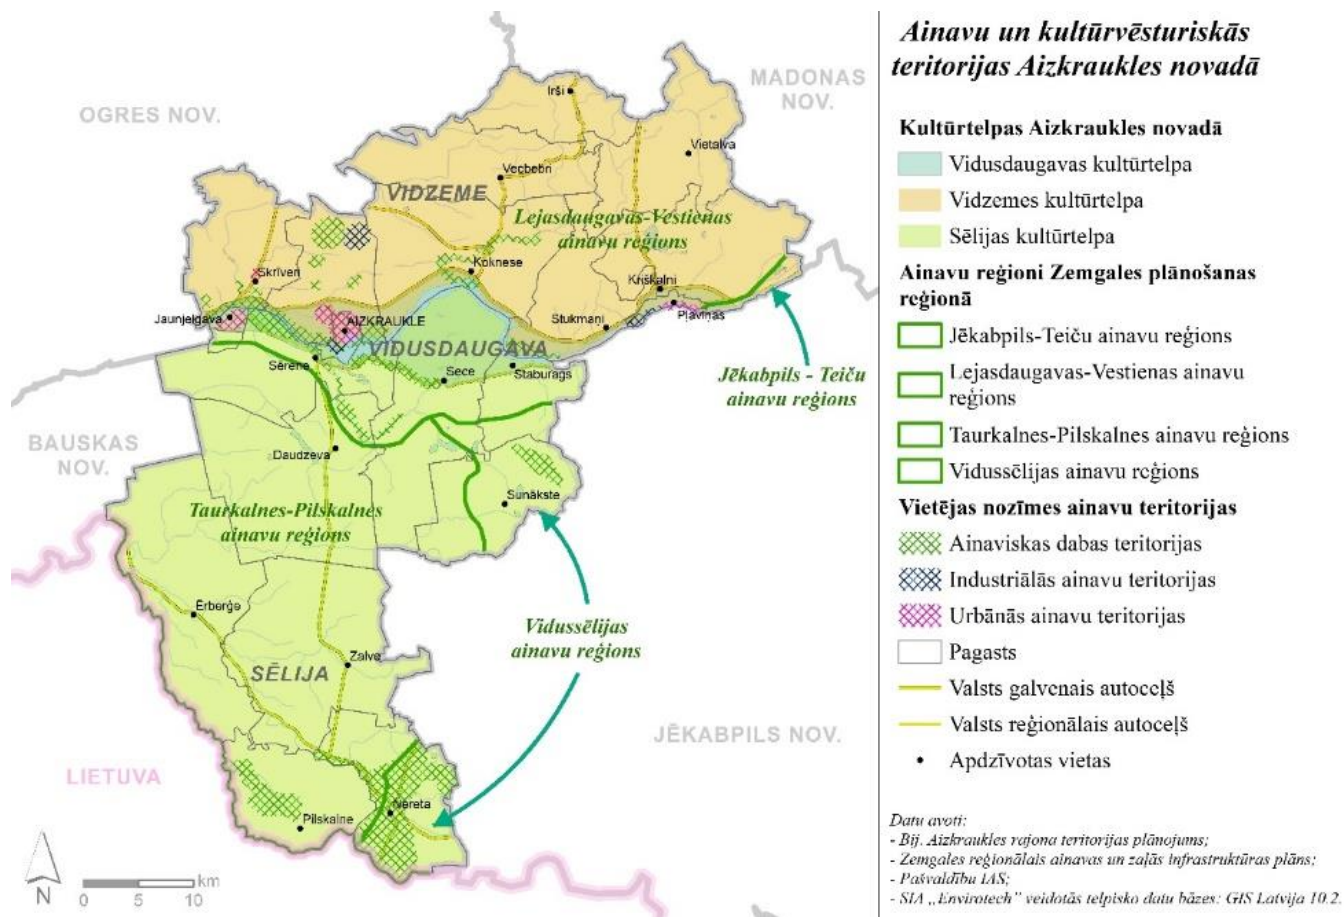 Ainavu un kultūrvēsturiskās
teritorijas Aizkraukles novadā
Kultūrtelpas Aizkraukles novadā
Vidusdaugavas kultūrtelpa
Vidzemes kultūrtelpa
Sēlijas kultūrtelpa
Ainavu reģioni Zemgales plānošanas
reģionā
Jēkabpils-Teiču ainavu reģions
Lejasdaugavas-Vestienas ainavu
reģions
Taurkalnes-Pilskalnes ainavu reģions
Vidussēlijas ainavu reģions
Vietējas nozīmes ainavu teritorijas
Ainaviskas dabas teritorijas
Industriālās ainavu teritorijas
Urbānās ainavu teritorijas
Pagasts
Valsts galvenais autoceļš
Valsts reģionālais autoceļš
Apdzīvotas vietas
Datu avoti:
- Bij. Aizkraukles rajona teritorijas plānojums;
- Zemgales reģionālais ainavas un zaļās infrastruktūras plāns;
- Pašvaldību IAS;
- SIA „Envirotech" veidotās telpisko datu bāzes: GIS Latvija 10.2.
OGRES NOV.
MADONAS
NOV.
Irši
Vietalva
Vecbebri
VIDZEME
Lejasdaugavas-Vestienas
ainavu reģions
Skrīveri
Koknese
Krīškalni
Jaunjelgava
AIZKRAUKLE
Stukmaņi
Pļaviņas
VIDUSDAUGAVA
Sērene
Sece
Staburags
Jēkabpils - Teiču
ainavu reģions
BAUSKAS
NOV.
Daudzeva
Sunākste
Taurkalnes-Pilskalnes
ainavu reģions
Ērberģe
Vidussēlijas
ainavu reģions
Zalve
SĒLIJA
JĒKABPILS NOV.
LIETUVA
Nereta
Pilskalne
N
km
0 5 10